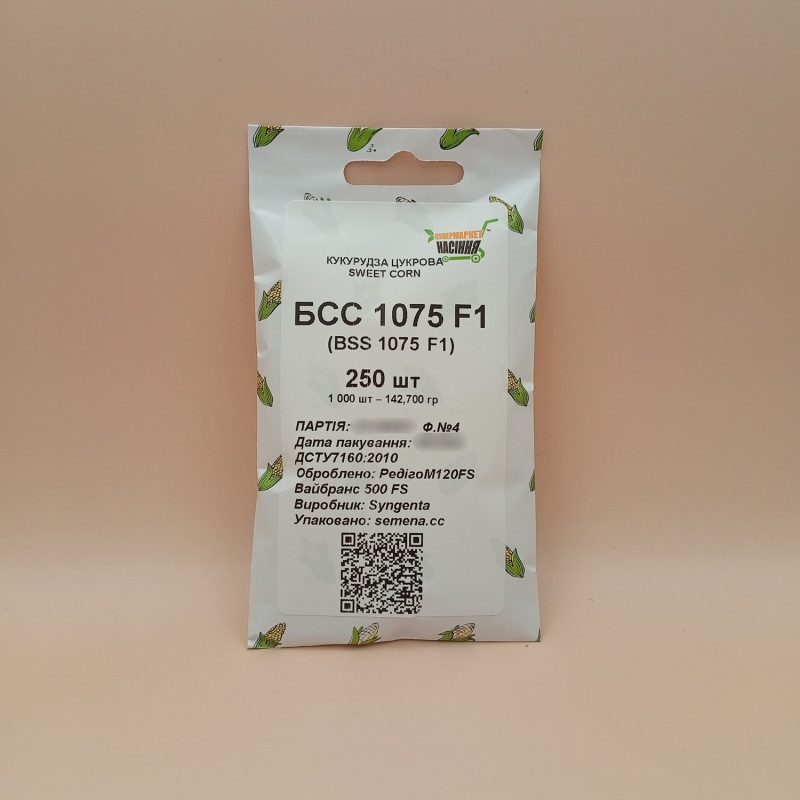 СУПЕРМАРКЕТ
НАСІННЯ
КУКУРУДЗА ЦУКРОВА
SWEET CORN
БСС 1075 F1
(BSS 1075 F1)
250 шт
1 000 шт – 142,700 гр
ПАРТІЯ: Ф.№4
Дата пакування:
ДСТУ7160:2010
Оброблено: РедігоМ120FS
Вайбранс 500 FS
Виробник: Syngenta
Упаковано: semena.cc